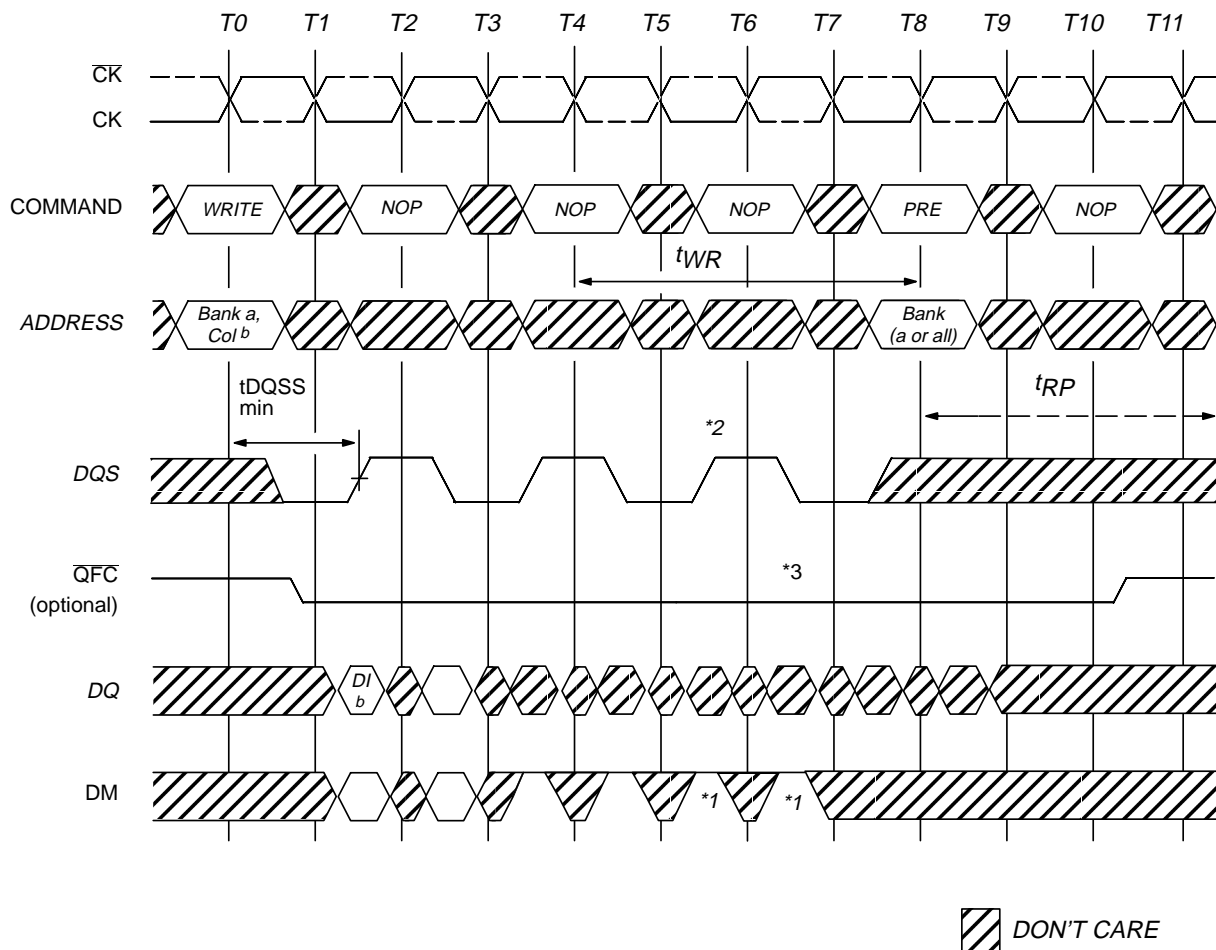 T0 T1 T2 T3 T4 T5 T6 T7 T8 T9 T10 T11
CK
CK
COMMAND WRITE NOP NOP NOP PRE NOP
tWR
ADDRESS Bank a, Col b Bank (a or all)
tDQSS min
tRP
*2
DQS
QFC (optional)
*3
DQ DI b
DM *1 *1
DON'T CARE